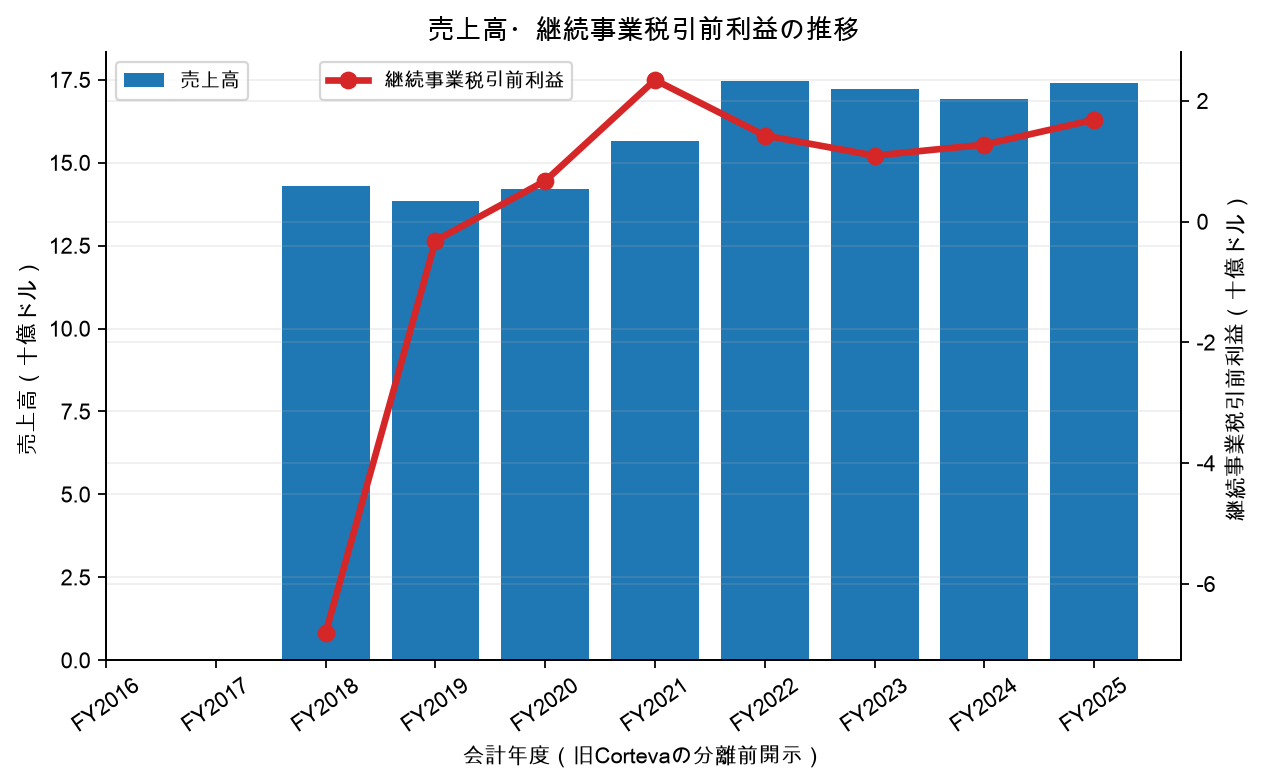 売上高・継続事業税引前利益の推移
売上高
継続事業税引前利益
売上高(十億ドル)
17.5
15.0
12.5
10.0
7.5
5.0
2.5
0.0
2
0
-2
-4
-6
継続事業税引前利益(十億ドル)
FY2016
FY2017
FY2018
FY2019
FY2020
FY2021
FY2022
FY2023
FY2024
FY2025
会計年度(旧Cortevaの分離前開示)